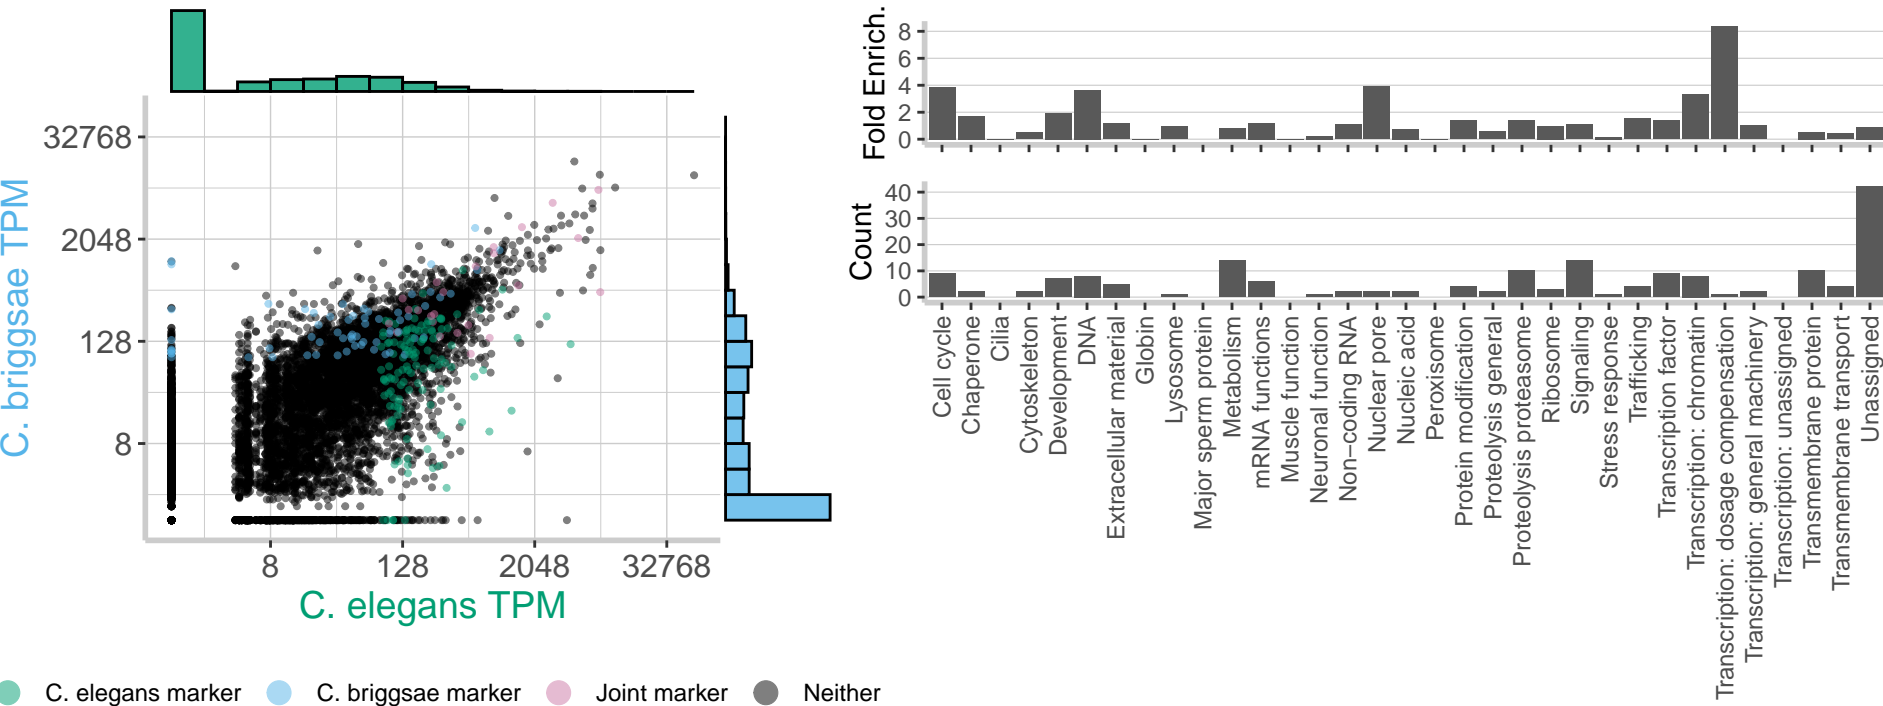 32768
2048
128
8
C. briggsae TPM
8
128
2048
32768
C. elegans TPM
C. elegans marker
C. briggsae marker
Joint marker
Neither
Fold Enrich.
8
6
4
2
0
Count
40
30
20
10
0
Cell cycle
Chaperone
Cilia
Cytoskeleton
Development
DNA
Extracellular material
Globin
Lysosome
Major sperm protein
Metabolism
mRNA functions
Muscle function
Neuronal function
Non−coding RNA
Nuclear pore
Nucleic acid
Peroxisome
Protein modification
Proteolysis general
Proteolysis proteasome
Ribosome
Signaling
Stress response
Trafficking
Transcription factor
Transcription: chromatin
Transcription: dosage compensation
Transcription: general machinery
Transcription: unassigned
Transmembrane protein
Transmembrane transport
Unassigned